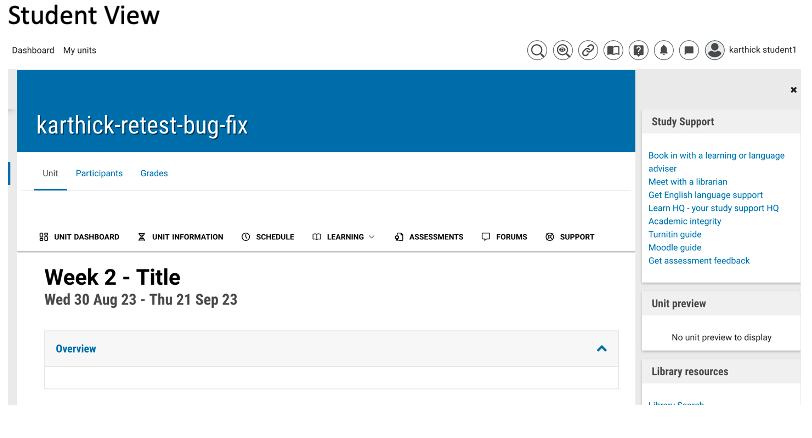 Student View
Dashboard My units
karthick student1
karthick-retest-bug-fix
Unit Participants Grades
UNIT DASHBOARD UNIT INFORMATION SCHEDULE LEARNING ASSESSMENTS FORUMS SUPPORT
Week 2 - Title
Wed 30 Aug 23 - Thu 21 Sep 23
Overview
Study Support
Book in with a learning or language
adviser
Meet with a librarian
Get English language support
Learn HQ - your study support HQ
Academic integrity
Turnitin guide
Moodle guide
Get assessment feedback
Unit preview
No unit preview to display
Library resources
Library Search